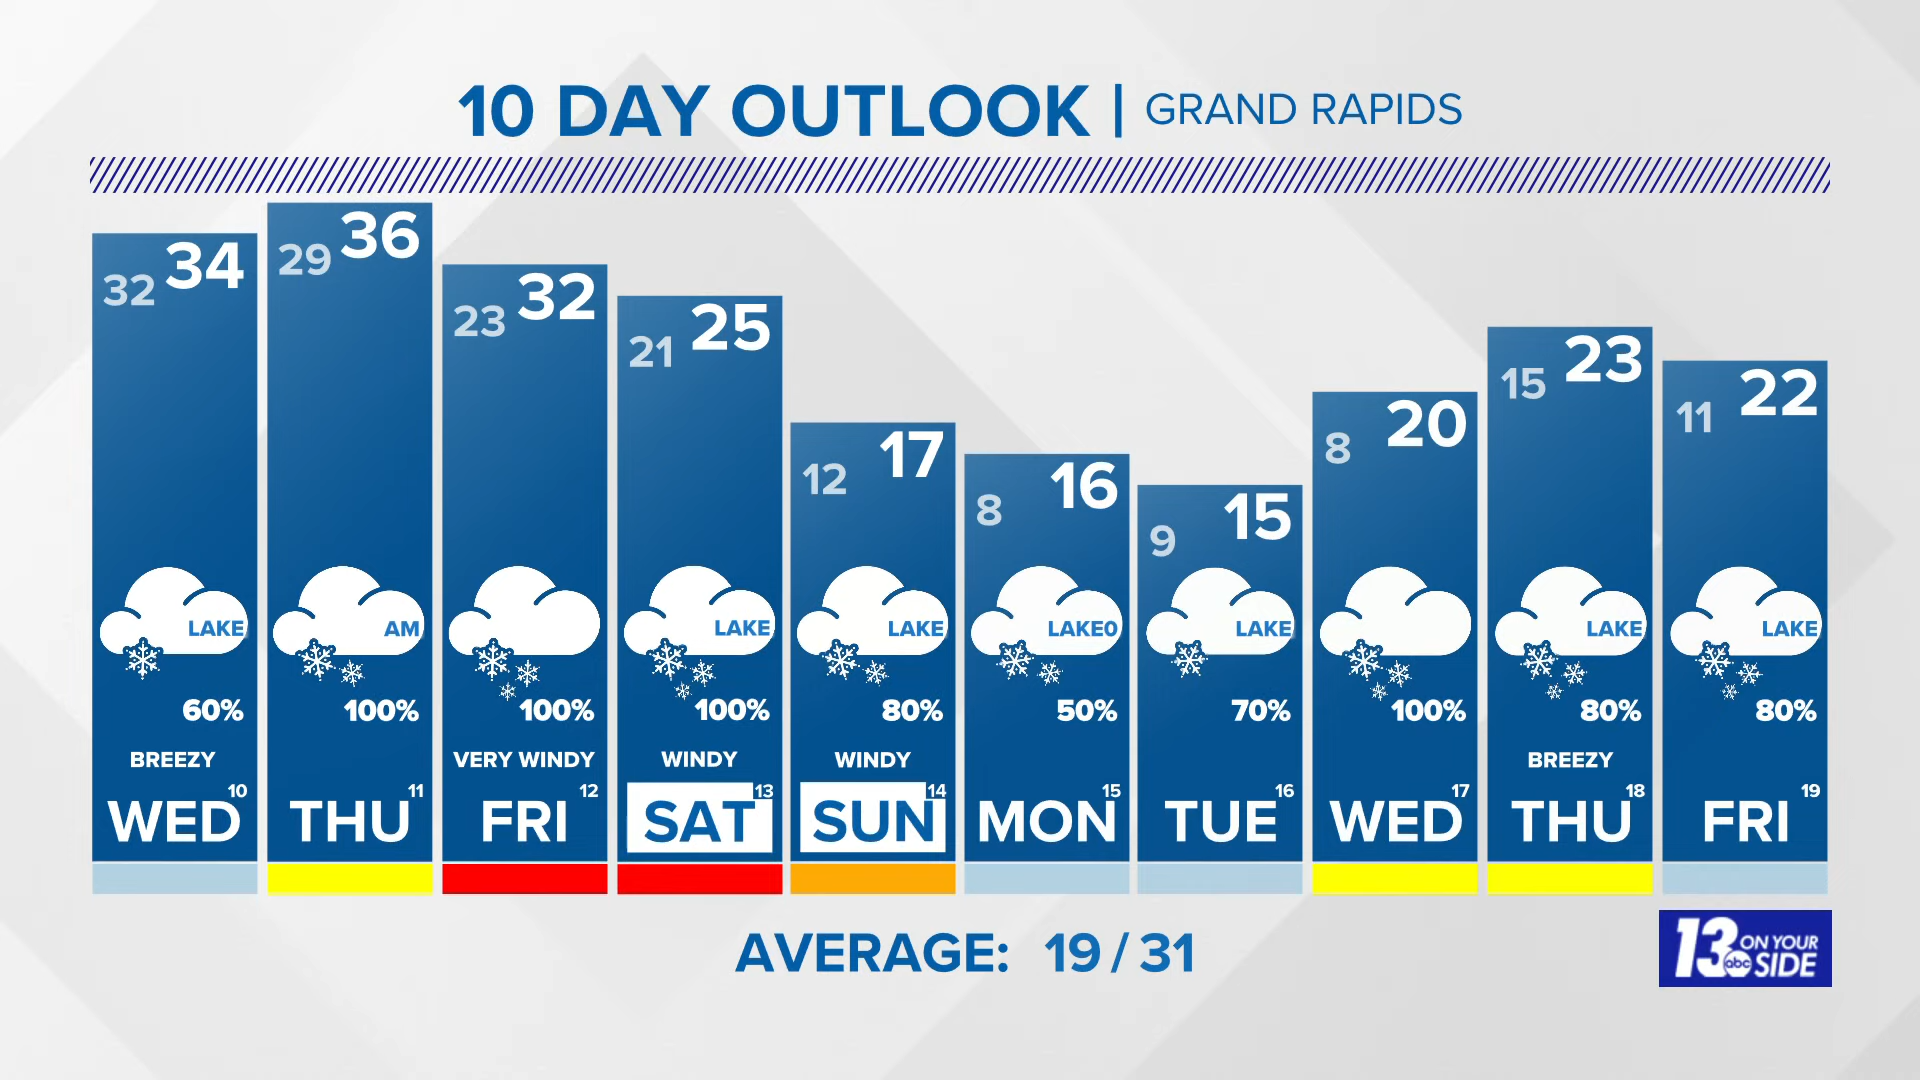 10 DAY OUTLOOK | GRAND RAPIDS
32 34
29 36
23 32
21 25
12 17
8 16
9 15
8 20
15 23
11 22
LAKE AM LAKE LAKE LAKE0 LAKE LAKE LAKE
60% 100% 100% 100% 80% 50% 70% 100% 80% 80%
BREEZY VERY WINDY WINDY WINDY BREEZY
10 11 12 13 14 15 16 17 18 19
WED THU FRI SAT SUN MON TUE WED THU FRI
AVERAGE: 19 / 31
13 abc ON YOUR SIDE